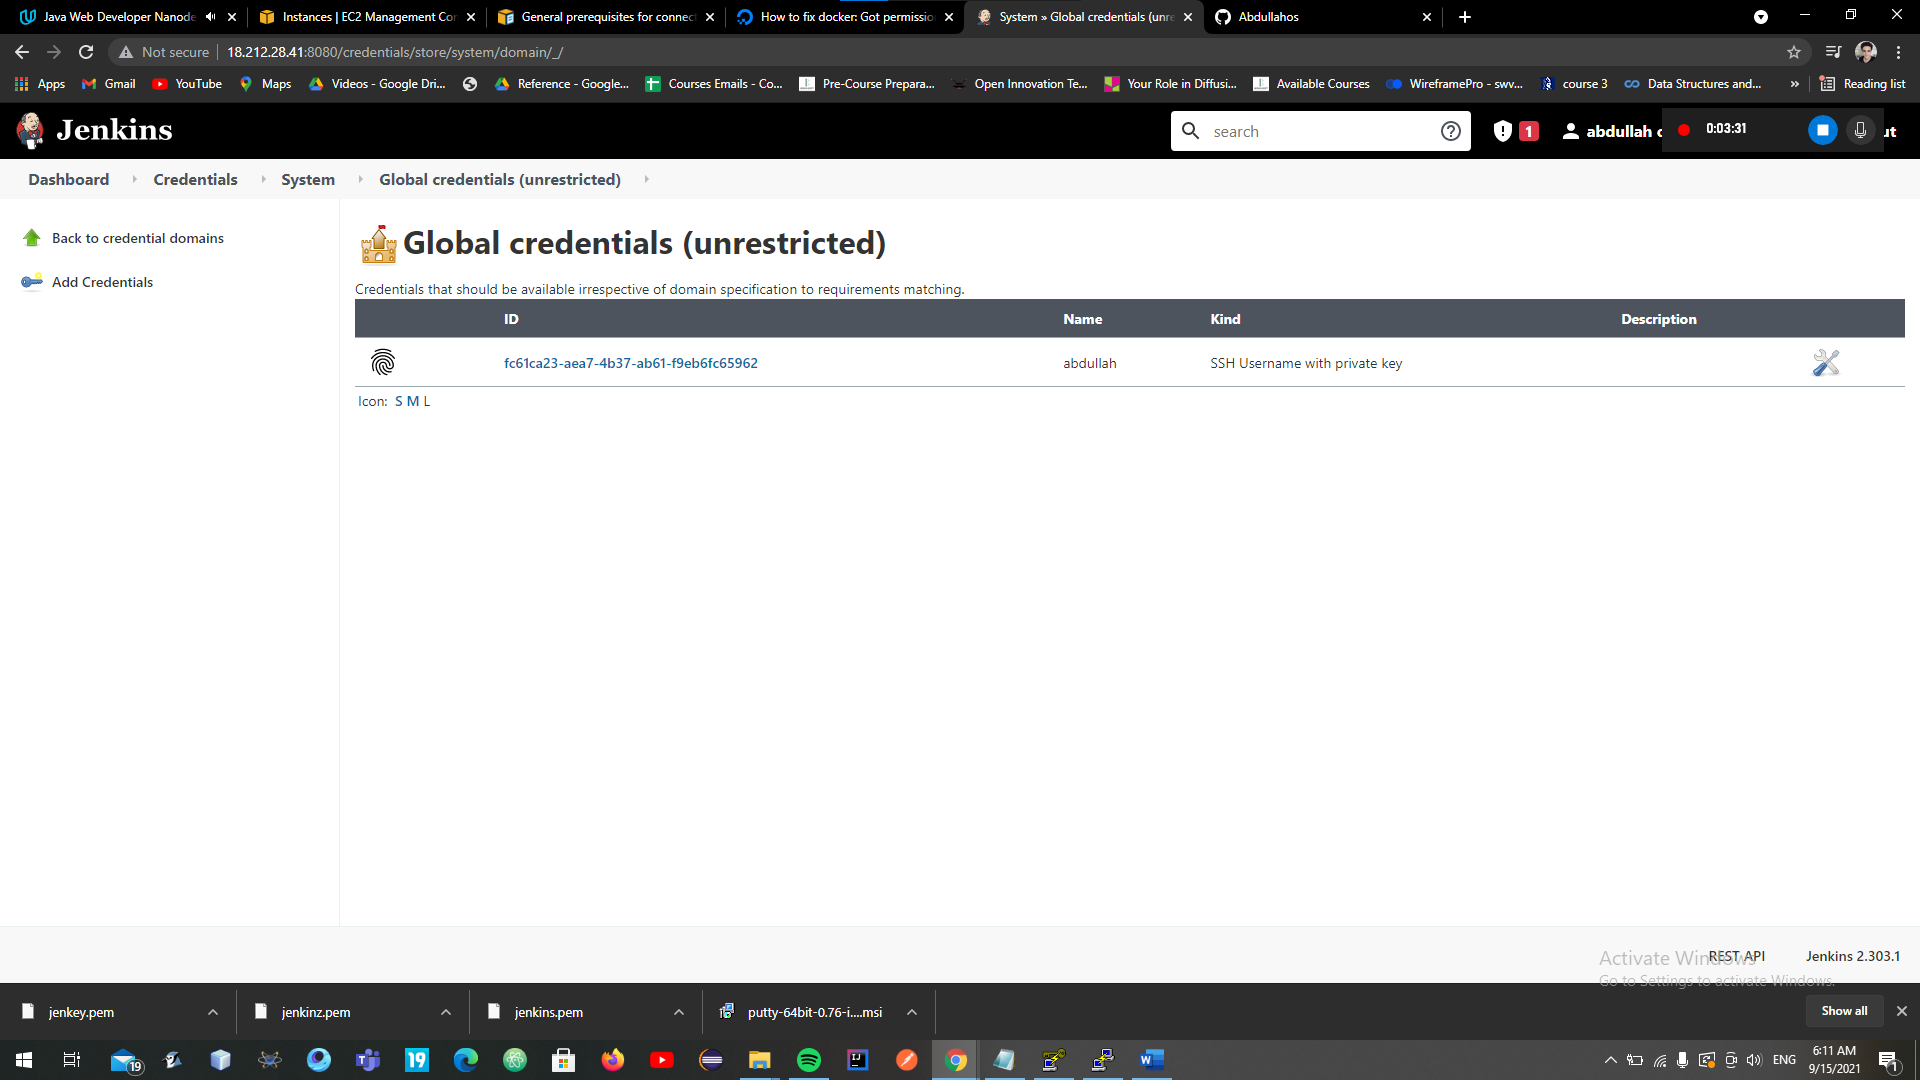 Java Web Developer Nanode
Instances | EC2 Management Con
General prerequisites for connec
How to fix docker: Got permissio
System » Global credentials (unre
Abdullahos
Not secure
18.212.28.41:8080/credentials/store/system/domain/_/
Apps
Gmail
YouTube
Maps
Videos - Google Dri...
Reference - Google...
Courses Emails - Co...
Pre-Course Prepara...
Open Innovation Te...
Your Role in Diffusi...
Available Courses
WireframePro - swv...
course 3
Data Structures and...
»
Reading list
Jenkins
search
1
abdullah
0:03:31
ut
Dashboard
Credentials
System
Global credentials (unrestricted)
Back to credential domains
Add Credentials
Global credentials (unrestricted)
Credentials that should be available irrespective of domain specification to requirements matching.
ID Name Kind Description
fc61ca23-aea7-4b37-ab61-f9eb6fc65962 abdullah SSH Username with private key
Icon: S M L
REST API
Jenkins 2.303.1
Activate Windows
Go to Settings to activate Windows.
jenkey.pem
jenkinz.pem
jenkins.pem
putty-64bit-0.76-i....msi
Show all
19
19
ENG
6:11 AM
9/15/2021
1